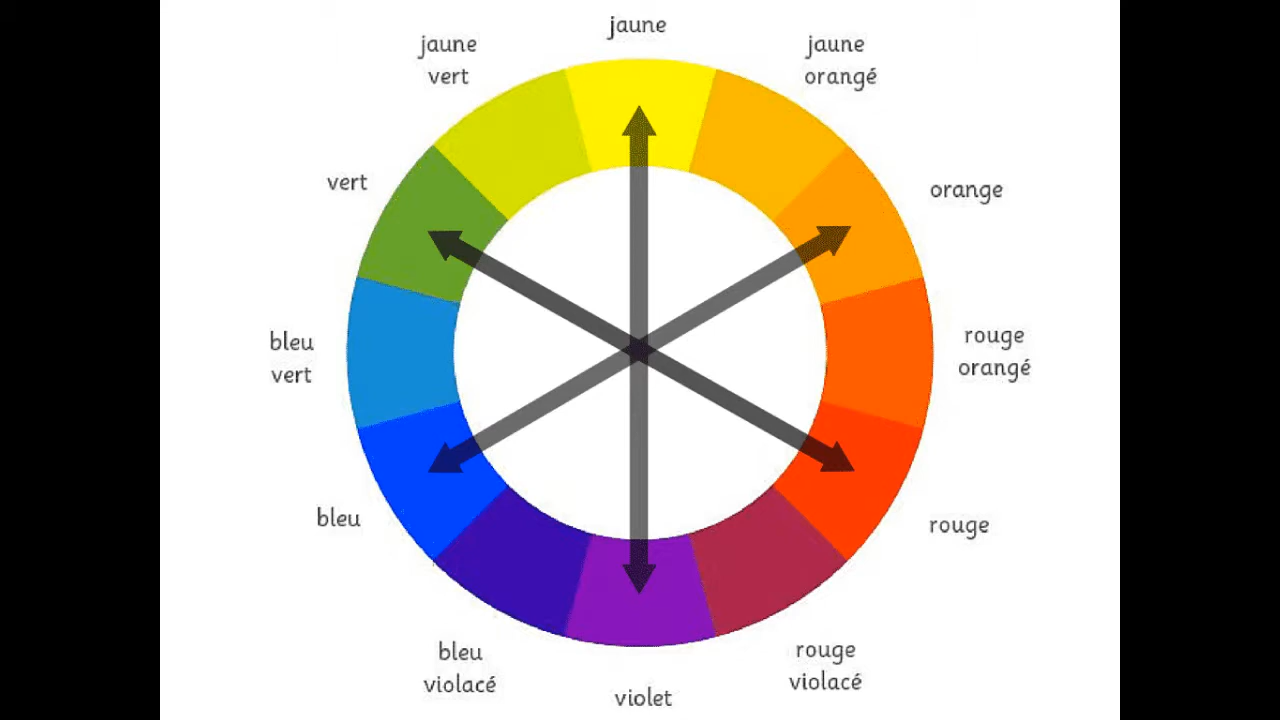 jaune
jaune
vert
jaune
orangé
vert
orange
bleu
vert
rouge
orangé
bleu
rouge
bleu
violacé
violet
rouge
violacé